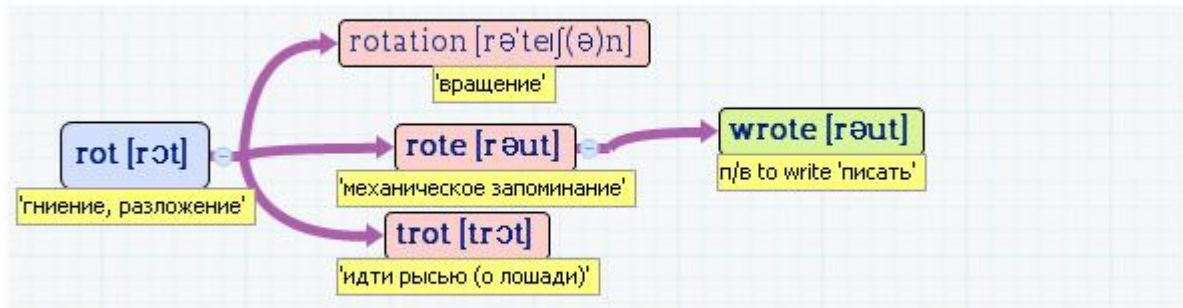 rotation [rə'teıʃ(ə)n]
'вращение'
rot [rɔt]
'гниение, разложение'
rote [rəut]
'механическое запоминание'
wrote [rəut]
п/в to write 'писать'
trot [trɔt]
'идти рысью (о лошади)'